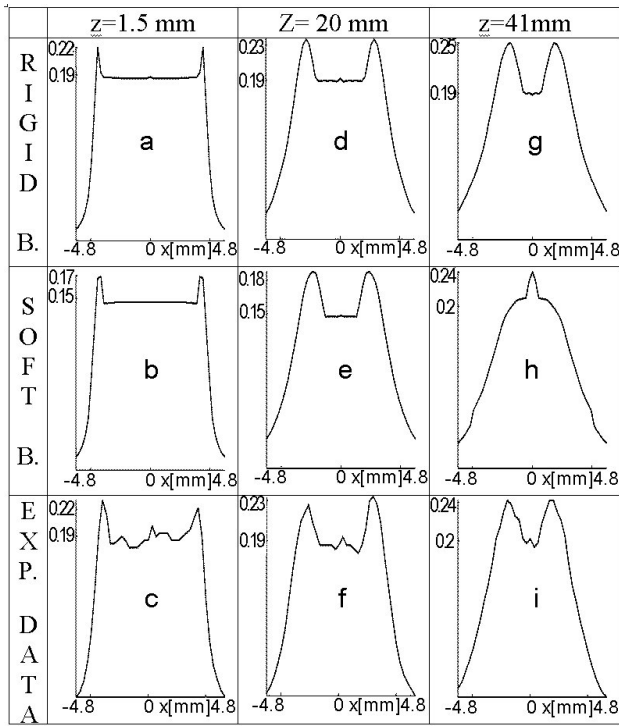 z=1.5 mm Z= 20 mm z=41mm
RIGID B.
0.22
0.19
a
-4.8 0 x[mm] 4.8
0.23
0.19
d
-4.8 0 x[mm] 4.8
0.25
0.19
g
-4.8 0 x[mm] 4.8
SOFT B.
0.17
0.15
b
-4.8 0 x[mm] 4.8
0.18
0.15
e
-4.8 0 x[mm] 4.8
0.24
0.2
h
-4.8 0 x[mm] 4.8
EXP. DATA
0.22
0.19
c
-4.8 0 x[mm] 4.8
0.23
0.19
f
-4.8 0 x[mm] 4.8
0.24
0.2
i
-4.8 0 x[mm] 4.8